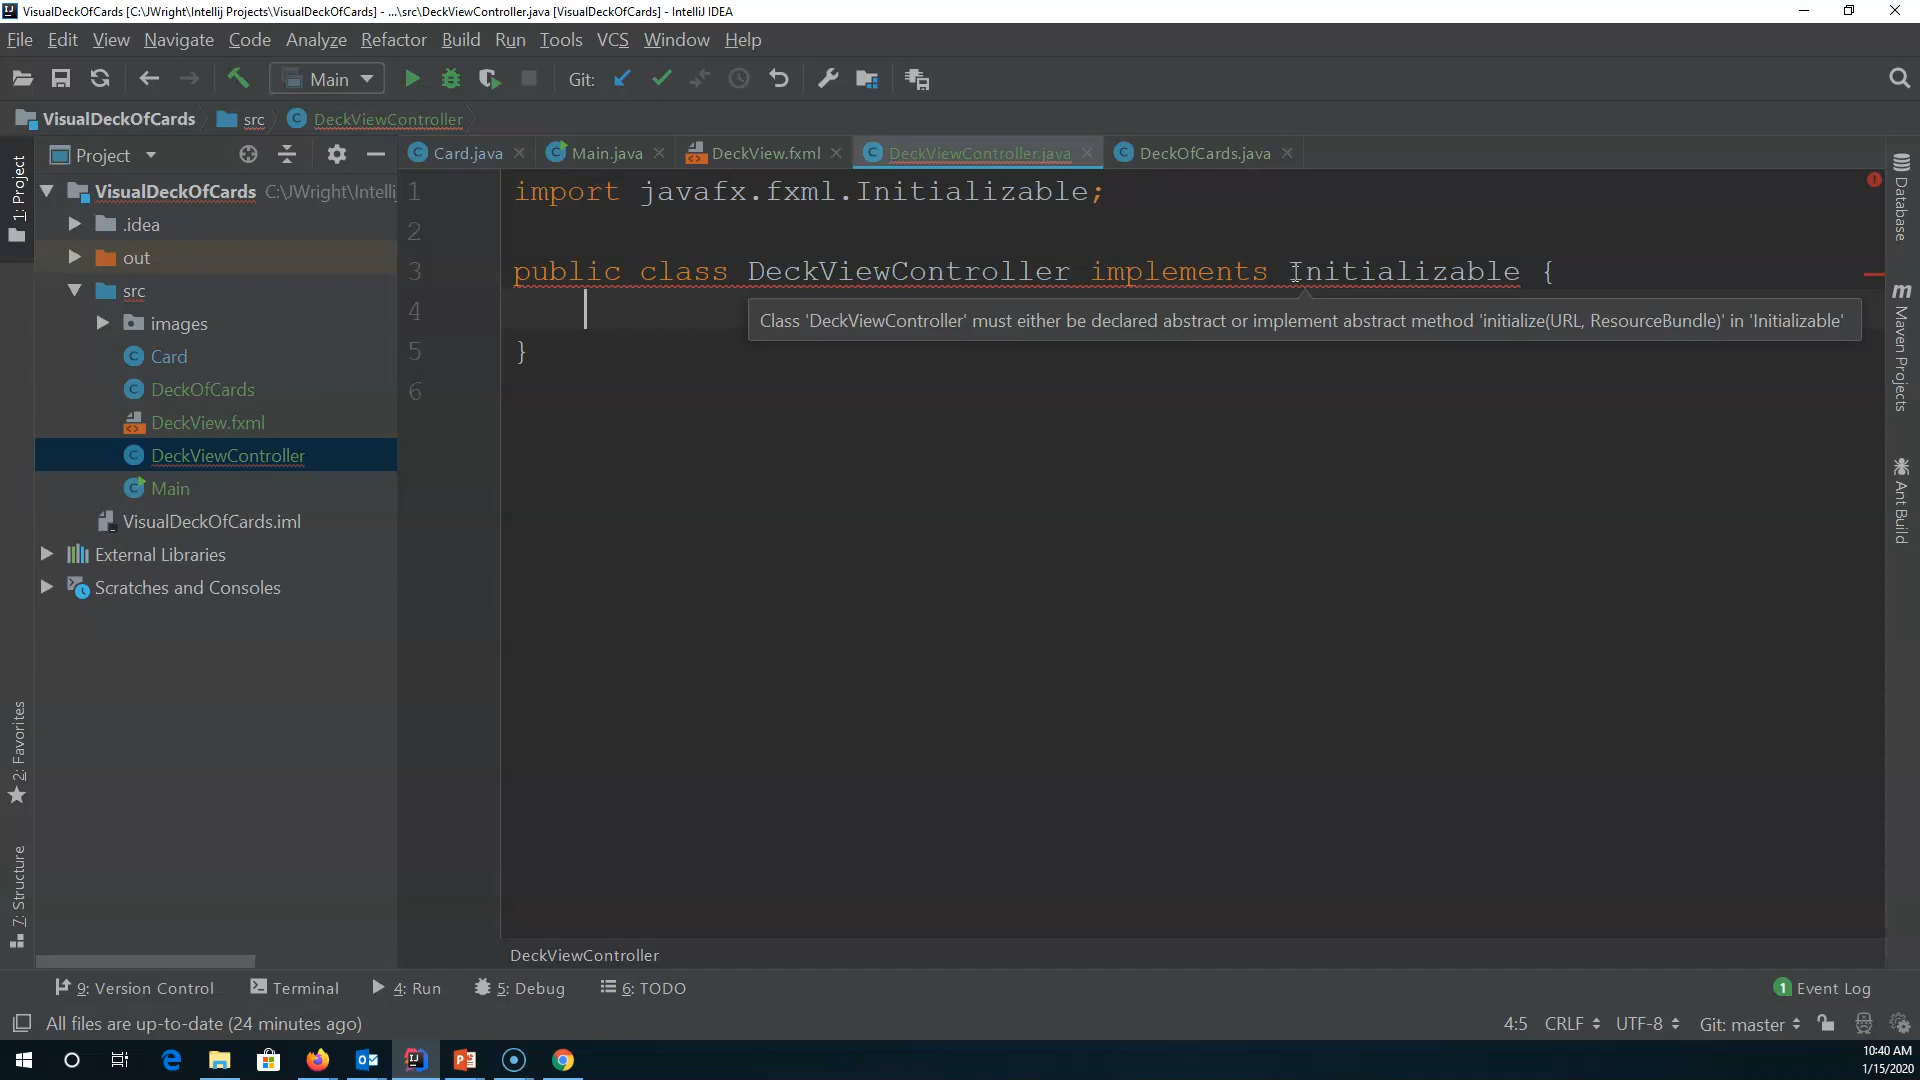 VisualDeckOfCards [C:\JWright\Intellij Projects\VisualDeckOfCards] - ...\src\DeckViewController.java [VisualDeckOfCards] - IntelliJ IDEA
File Edit View Navigate Code Analyze Refactor Build Run Tools VCS Window Help
Main Git:
VisualDeckOfCards src DeckViewController
Project Card.java Main.java DeckView.fxml DeckViewController.java DeckOfCards.java
1: Project
2: Favorites
7: Structure
VisualDeckOfCards C:\JWright\Intellij
.idea
out
src
images
Card
DeckOfCards
DeckView.fxml
DeckViewController
Main
VisualDeckOfCards.iml
External Libraries
Scratches and Consoles
1 import javafx.fxml.Initializable;
2
3 public class DeckViewController implements Initializable {
4
Class 'DeckViewController' must either be declared abstract or implement abstract method 'initialize(URL, ResourceBundle)' in 'Initializable'
5 }
6
Database
m Maven Projects
Ant Build
DeckViewController
9: Version Control Terminal 4: Run 5: Debug 6: TODO 1 Event Log
All files are up-to-date (24 minutes ago) 4:5 CRLF UTF-8 Git: master
10:40 AM
1/15/2020